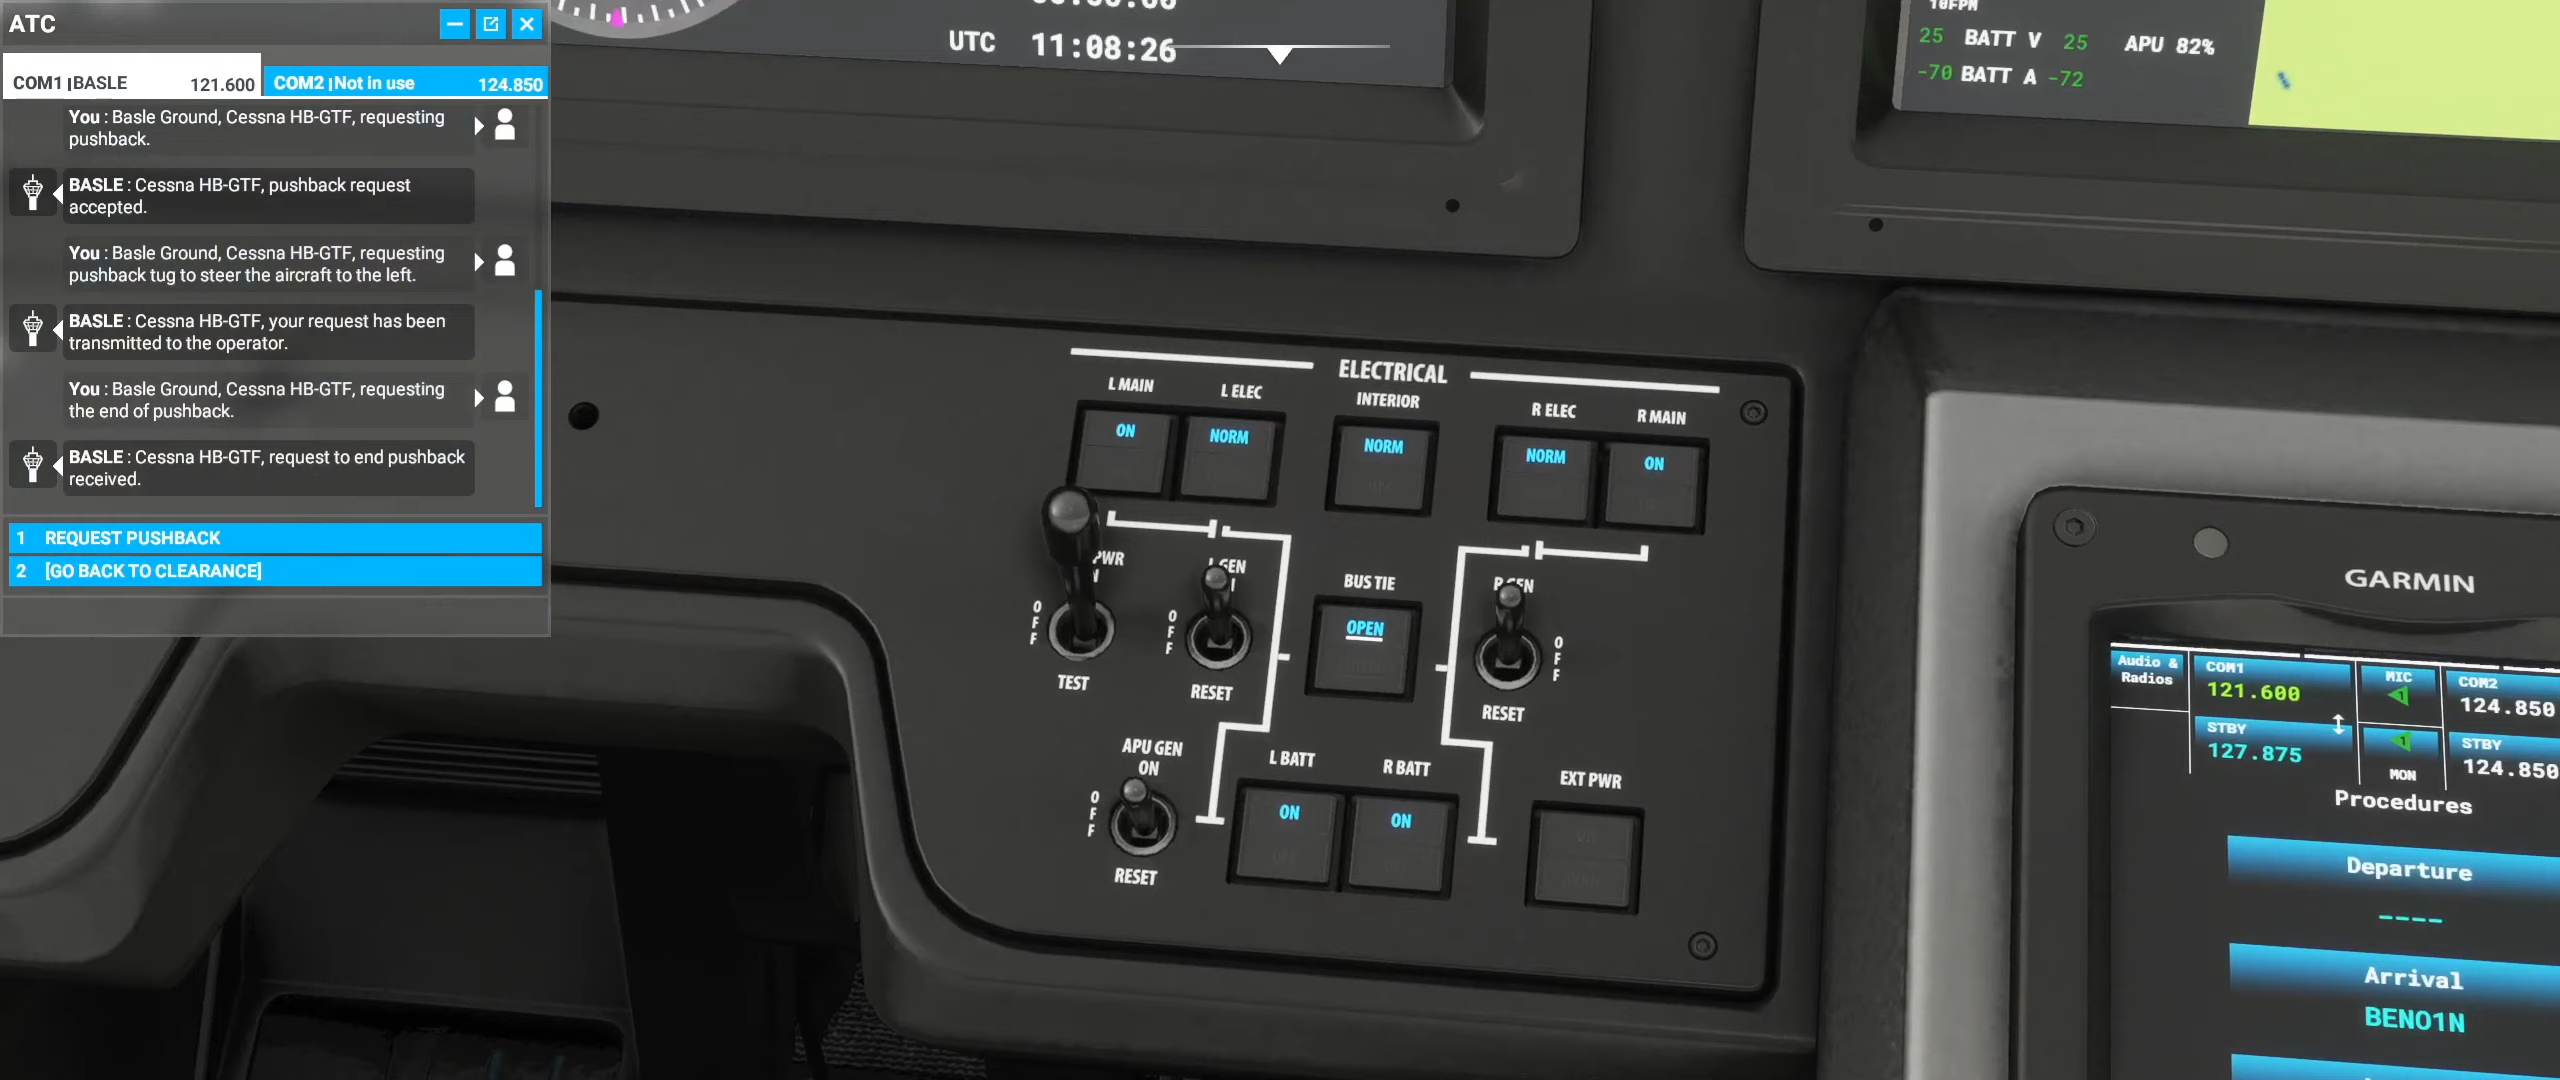 ATC
COM1 |BASLE 121.600
COM2 |Not in use 124.850
You : Basle Ground, Cessna HB-GTF, requesting
pushback.
BASLE : Cessna HB-GTF, pushback request
accepted.
You : Basle Ground, Cessna HB-GTF, requesting
pushback tug to steer the aircraft to the left.
BASLE : Cessna HB-GTF, your request has been
transmitted to the operator.
You : Basle Ground, Cessna HB-GTF, requesting
the end of pushback.
BASLE : Cessna HB-GTF, request to end pushback
received.
1 REQUEST PUSHBACK
2 [GO BACK TO CLEARANCE]
UTC 11:08:26
25 BATT V 25 APU 82%
-70 BATT A -72
ELECTRICAL
L MAIN
L ELEC
INTERIOR
R ELEC
R MAIN
ON
NORM
NORM
NORM
ON
PWR
GEN
BUS TIE
R GEN
OFF
OFF
OPEN
OFF
TEST
RESET
RESET
APU GEN
ON
L BATT
R BATT
EXT PWR
OFF
ON
ON
RESET
GARMIN
Audio &
Radios
COM1
121.600
MIC
COM2
124.850
STBY
127.875
MON
STBY
124.850
Procedures
Departure
----
Arrival
BENO1N